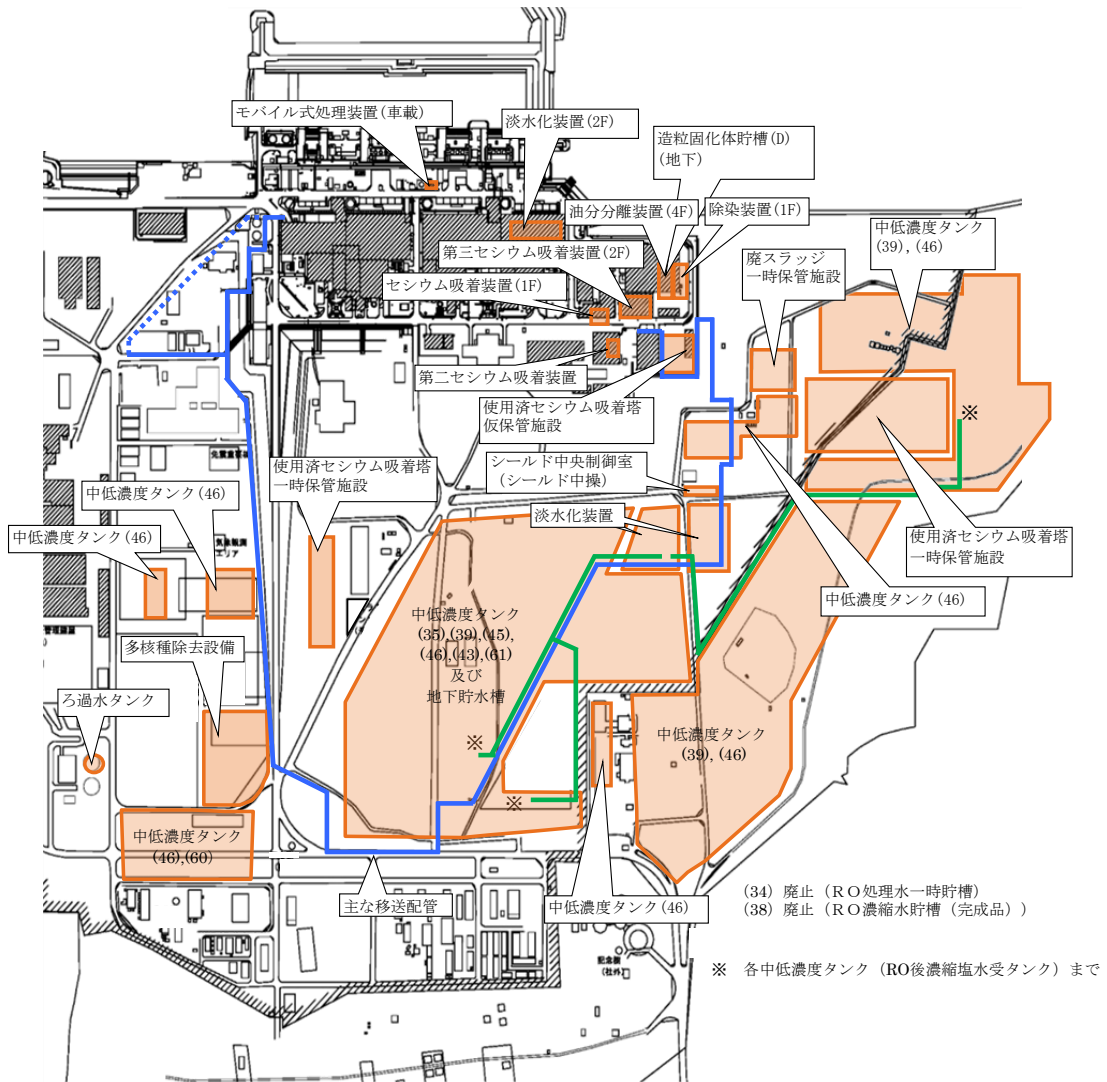 モバイル式処理装置(車載)
淡水化装置(2F)
造粒固化体貯槽(D)
(地下)
油分分離装置(4F)
除染装置(1F)
中低濃度タンク
(39), (46)
第三セシウム吸着装置(2F)
廃スラッジ
一時保管施設
セシウム吸着装置(1F)
第二セシウム吸着装置
使用済セシウム吸着塔
仮保管施設
※
シールド中央制御室
(シールド中操)
使用済セシウム吸着塔
一時保管施設
中低濃度タンク(46)
淡水化装置
中低濃度タンク(46)
使用済セシウム吸着塔
一時保管施設
エリア
中低濃度タンク(46)
中低濃度タンク
(35),(39),(45),
(46),(43),(61)
及び
地下貯水槽
多核種除去設備
ろ過水タンク
※
中低濃度タンク
(39), (46)
※
中低濃度タンク
(46),(60)
主な移送配管
中低濃度タンク(46)
(34) 廃止（ＲＯ処理水一時貯槽）
(38) 廃止（ＲＯ濃縮水貯槽（完成品））
(社外)
※ 各中低濃度タンク（RO後濃縮塩水受タンク）まで